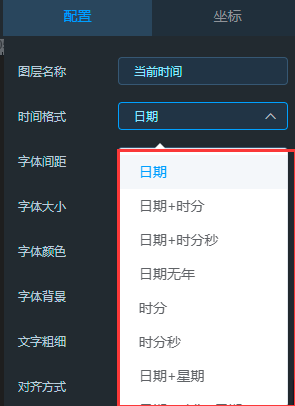 配置 坐标
图层名称 当前时间
时间格式 日期
字体间距
日期
字体大小 日期+时分
日期+时分秒
字体颜色
日期无年
字体背景 时分
文字粗细 时分秒
对齐方式 日期+星期